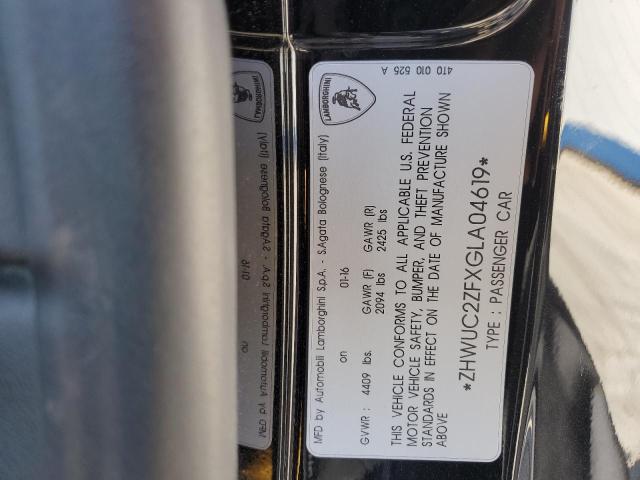 LAMBORGHINI
4T0 010 525 A
MFD by Automobili Lamborghini S.p.A. - S.Agata Bolognese (Italy)
on 01-16
GVWR : 4409 lbs. GAWR (F) GAWR (R)
2094 lbs 2425 lbs
THIS VEHICLE CONFORMS TO ALL APPLICABLE U.S. FEDERAL
MOTOR VEHICLE SAFETY, BUMPER, AND THEFT PREVENTION
STANDARDS IN EFFECT ON THE DATE OF MANUFACTURE SHOWN
ABOVE
*ZHWUC2ZFXGLA04619*
TYPE : PASSENGER CAR